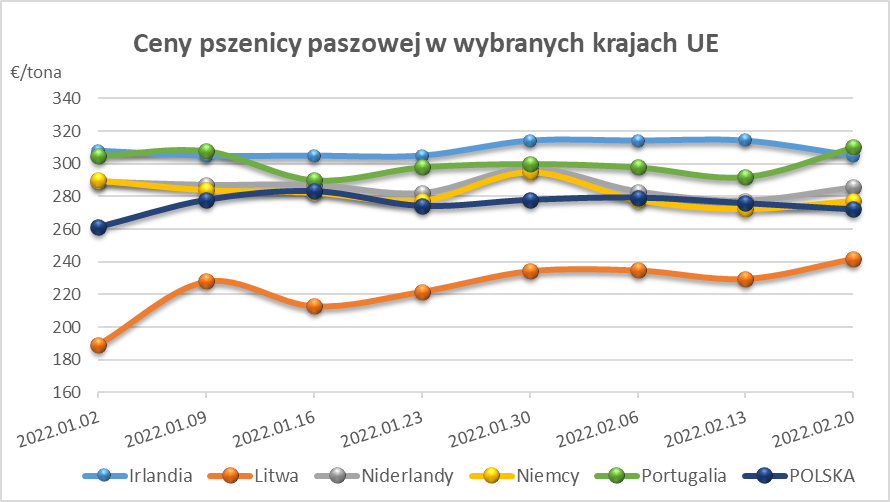 Ceny pszenicy paszowej w wybranych krajach UE
€/tona
340
320
300
280
260
240
220
200
180
160
2022.01.02 2022.01.09 2022.01.16 2022.01.23 2022.01.30 2022.02.06 2022.02.13 2022.02.20
Irlandia Litwa Niderlandy Niemcy Portugalia POLSKA